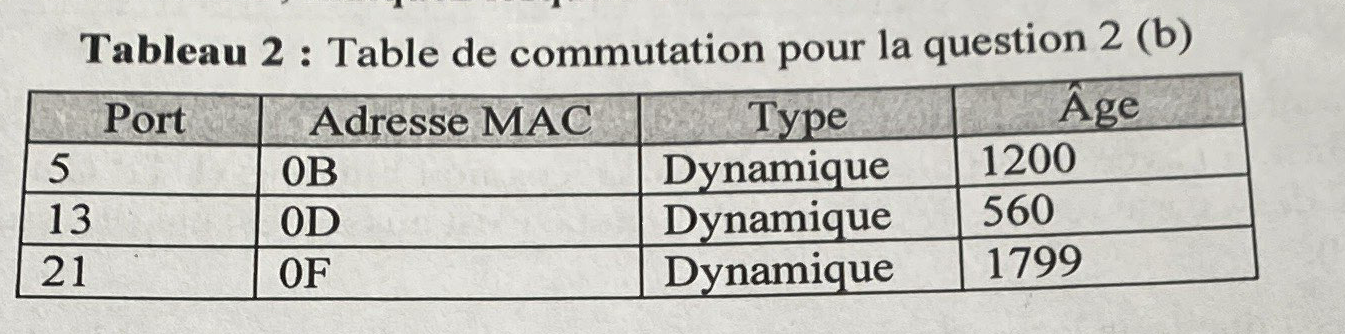 Tableau 2 : Table de commutation pour la question 2 (b)
Port Adresse MAC Type Âge
5 0B Dynamique 1200
13 0D Dynamique 560
21 0F Dynamique 1799